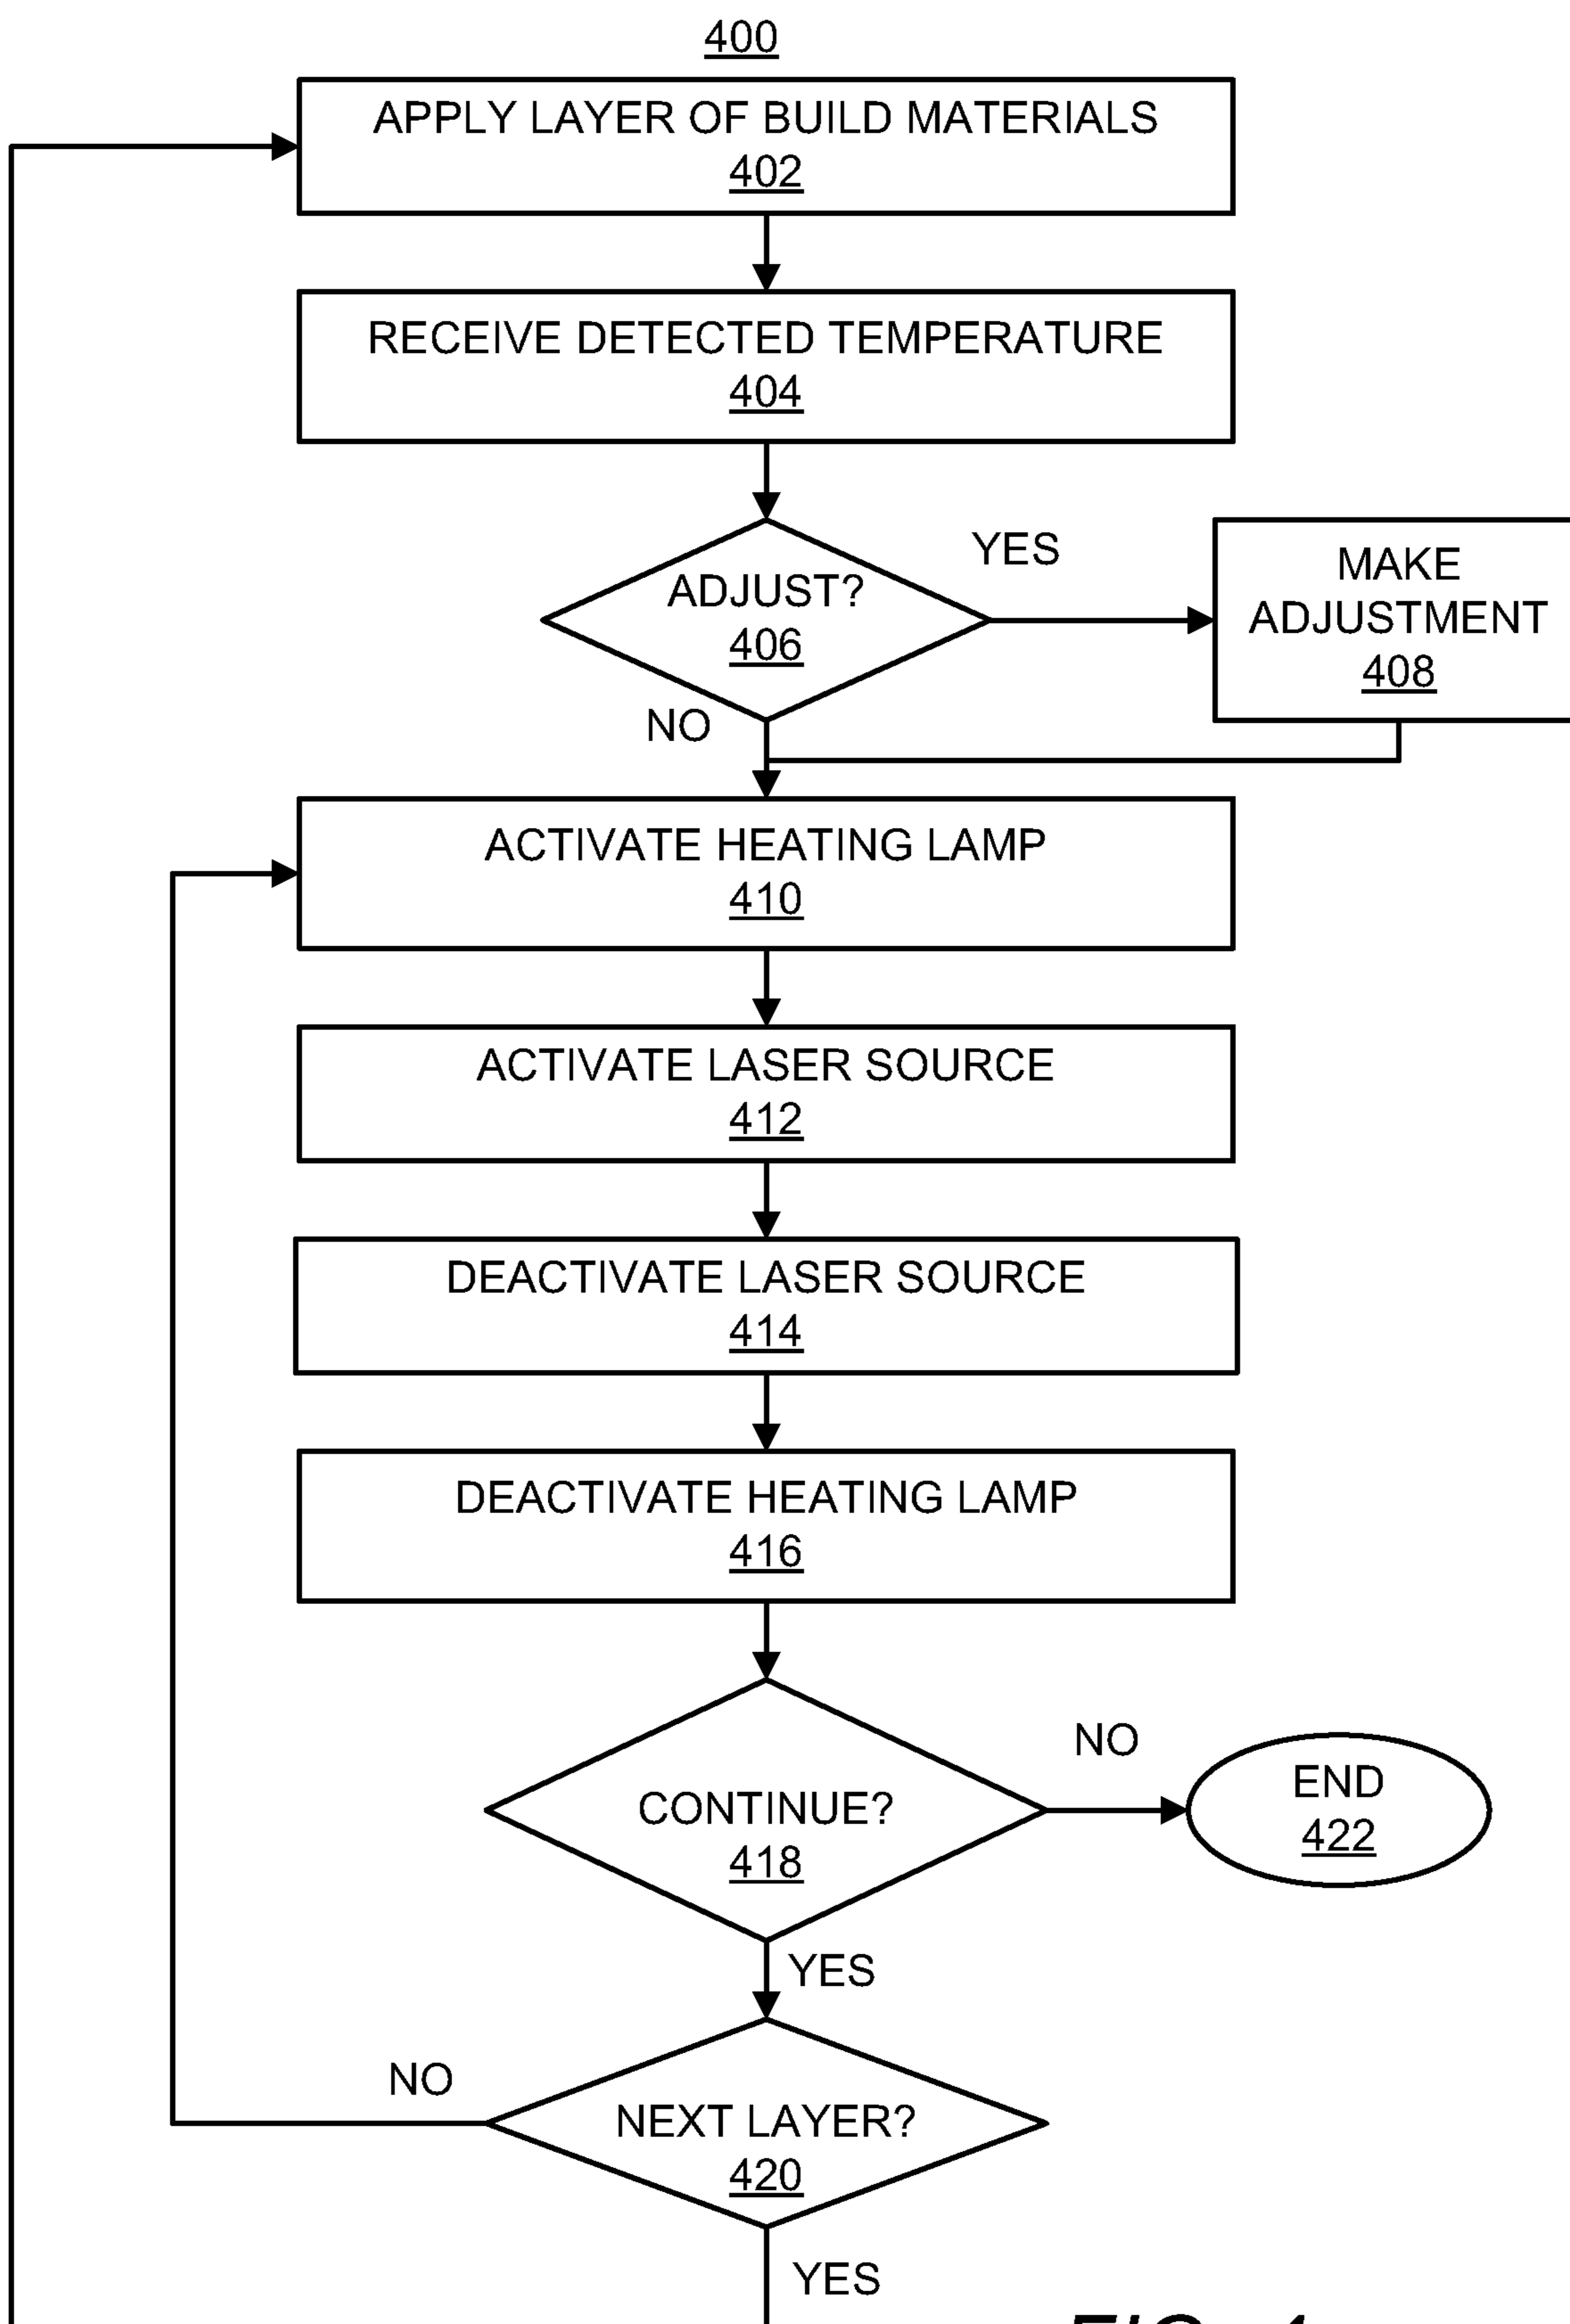 400
APPLY LAYER OF BUILD MATERIALS
402
RECEIVE DETECTED TEMPERATURE
404
ADJUST?
406
YES
MAKE
ADJUSTMENT
408
NO
ACTIVATE HEATING LAMP
410
ACTIVATE LASER SOURCE
412
DEACTIVATE LASER SOURCE
414
DEACTIVATE HEATING LAMP
416
CONTINUE?
418
NO
END
422
YES
NEXT LAYER?
420
NO
YES